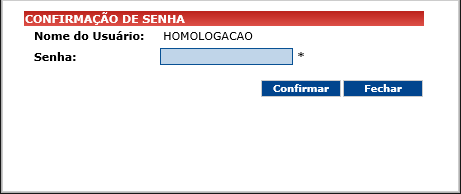 CONFIRMAÇÃO DE SENHA
Nome do Usuário: HOMOLOGACAO
Senha: *
Confirmar Fechar